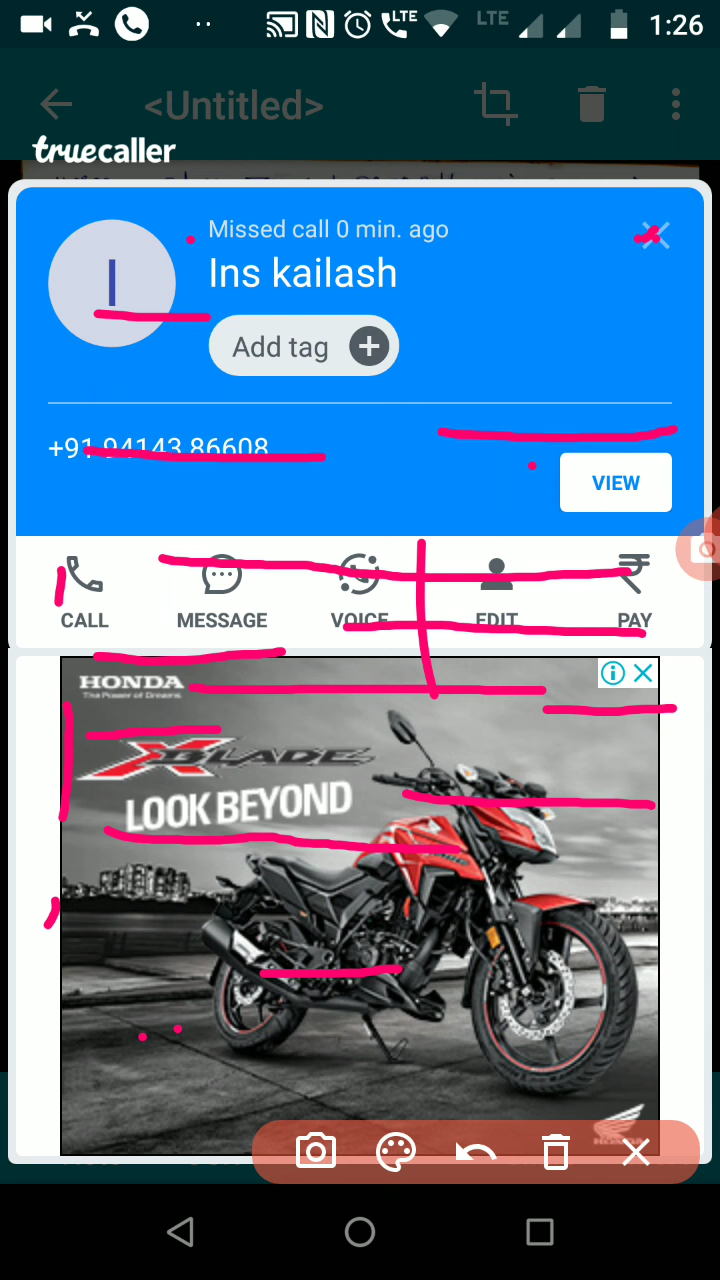 LTE LTE 1:26
<Untitled>
truecaller
Missed call 0 min. ago
I
Ins kailash
Add tag
+91 94143 86608
VIEW
CALL MESSAGE VOICE EDIT PAY
HONDA
The Power of Dreams
X BLADE
LOOK BEYOND
HONDA